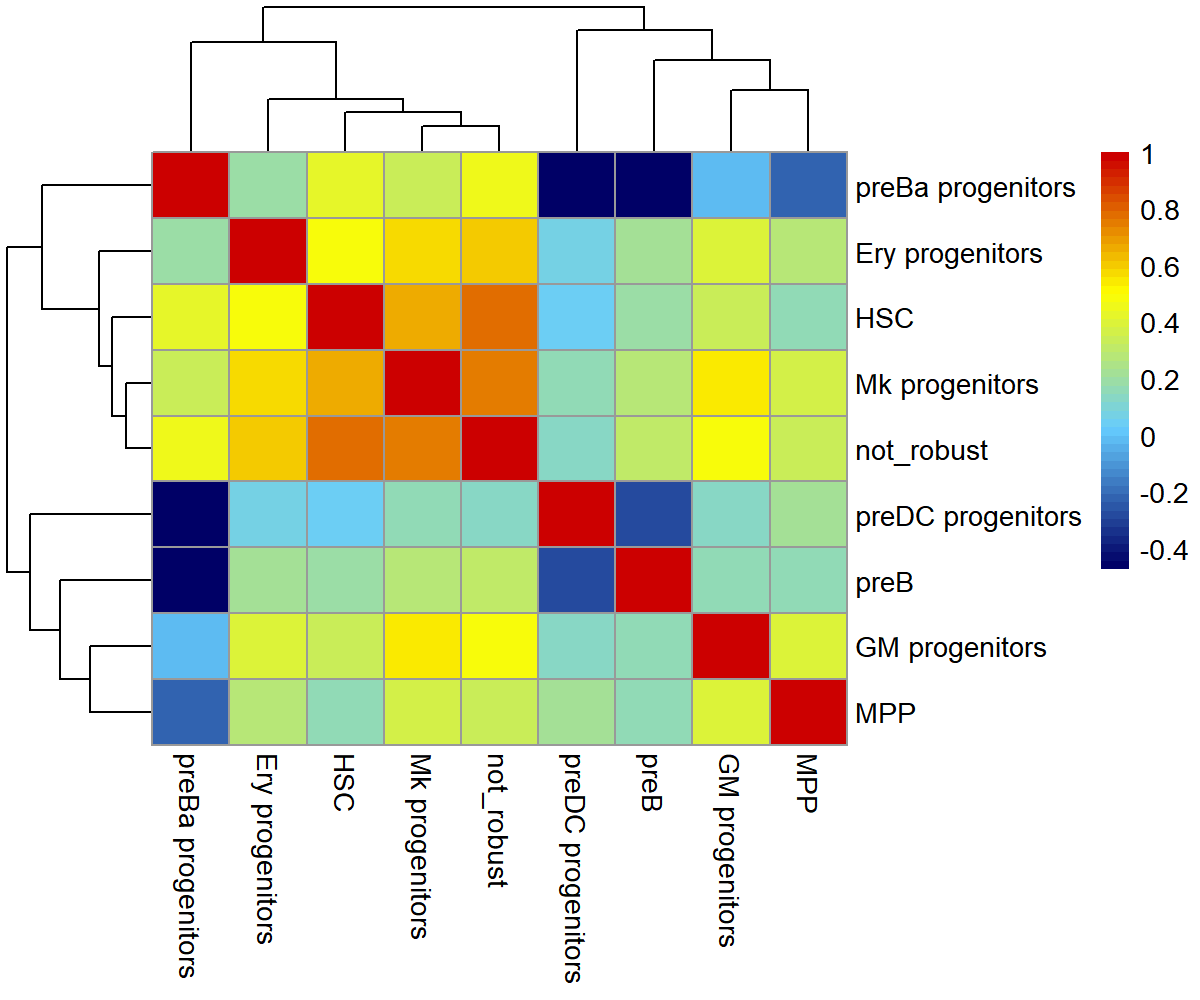 preBa progenitors
Ery progenitors
HSC
Mk progenitors
not_robust
preDC progenitors
preB
GM progenitors
MPP
1
0.8
0.6
0.4
0.2
0
-0.2
-0.4
preBa progenitors
Ery progenitors
HSC
Mk progenitors
not_robust
preDC progenitors
preB
GM progenitors
MPP